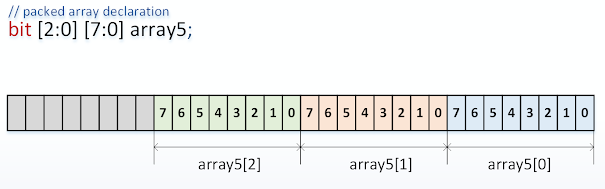 // packed array declaration
bit [2:0] [7:0] array5;
7 6 5 4 3 2 1 0 7 6 5 4 3 2 1 0 7 6 5 4 3 2 1 0
array5[2] array5[1] array5[0]